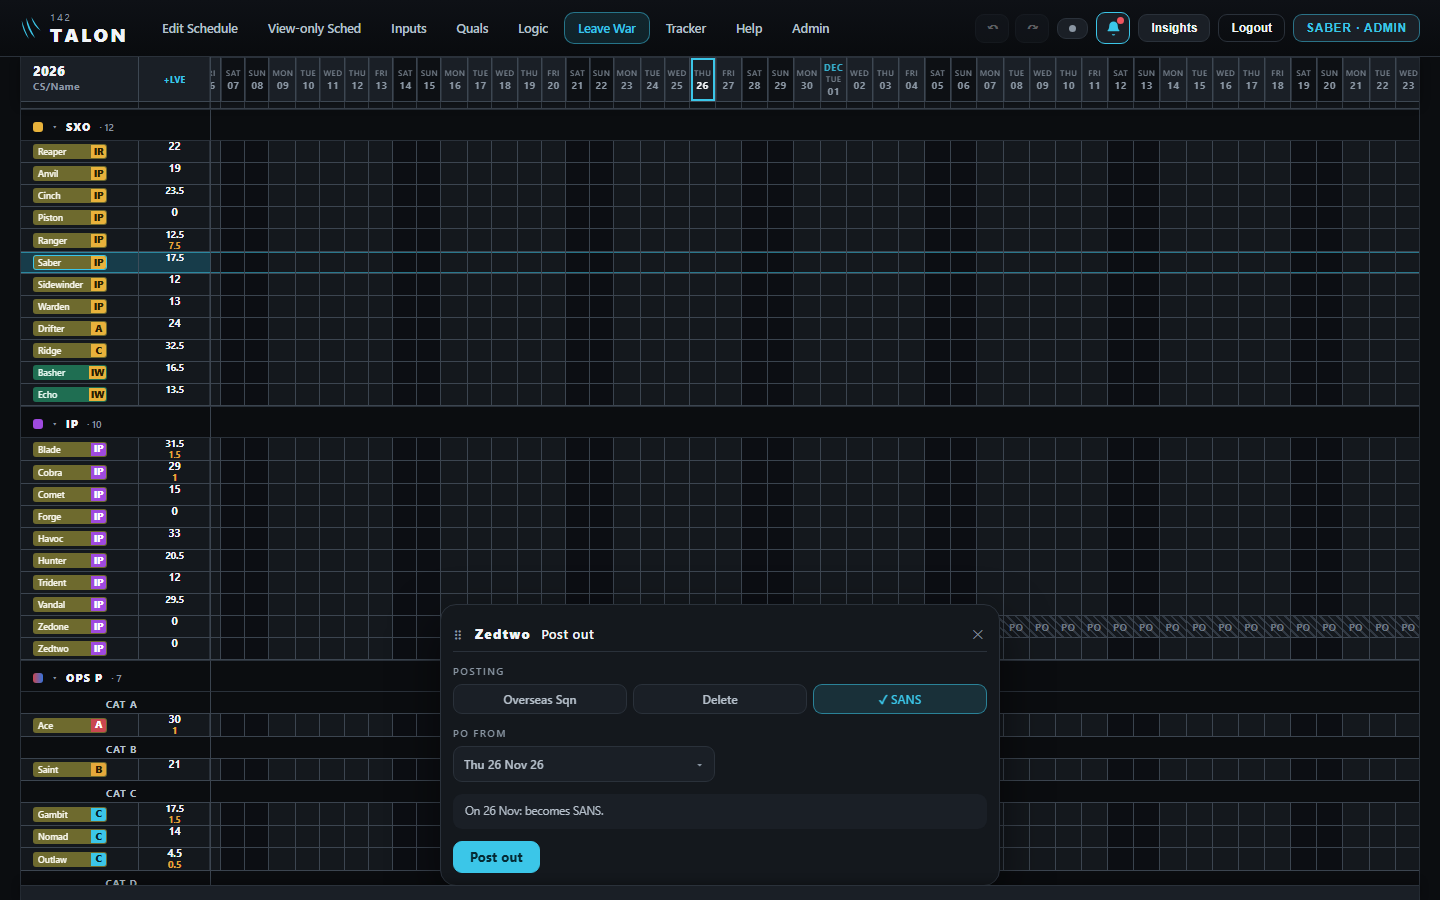 142
TALON
Edit Schedule
View-only Sched
Inputs
Quals
Logic
Leave War
Tracker
Help
Admin
Insights
Logout
SABER · ADMIN
2026
CS/Name
+LVE
SAT SUN MON TUE WED THU FRI SAT SUN MON TUE WED THU FRI SAT SUN MON TUE WED THU FRI SAT SUN MON DEC TUE WED THU FRI SAT SUN MON TUE WED THU FRI SAT SUN MON TUE WED THU FRI SAT SUN MON TUE WED
07 08 09 10 11 12 13 14 15 16 17 18 19 20 21 22 23 24 25 26 27 28 29 30 01 02 03 04 05 06 07 08 09 10 11 12 13 14 15 16 17 18 19 20 21 22 23
SXO · 12
Reaper IR 22
Anvil IP 19
Cinch IP 23.5
Piston IP 0
Ranger IP 12.5
7.5
Saber IP 17.5
Sidewinder IP 12
Warden IP 13
Drifter A 24
Ridge C 32.5
Basher IW 16.5
Echo IW 13.5
IP · 10
Blade IP 31.5
1.5
Cobra IP 29
1
Comet IP 15
Forge IP 0
Havoc IP 33
Hunter IP 20.5
Trident IP 12
Vandal IP 29.5
Zedone IP 0 PO PO PO PO PO PO PO PO PO PO PO PO PO PO PO PO
Zedtwo IP 0
OPS P · 7
CAT A
Ace A 30
1
CAT B
Saint B 21
CAT C
Gambit C 17.5
1.5
Nomad C 14
Outlaw C 4.5
0.5
CAT D
Zedtwo Post out
POSTING
Overseas Sqn
Delete
✓ SANS
PO FROM
Thu 26 Nov 26
On 26 Nov: becomes SANS.
Post out